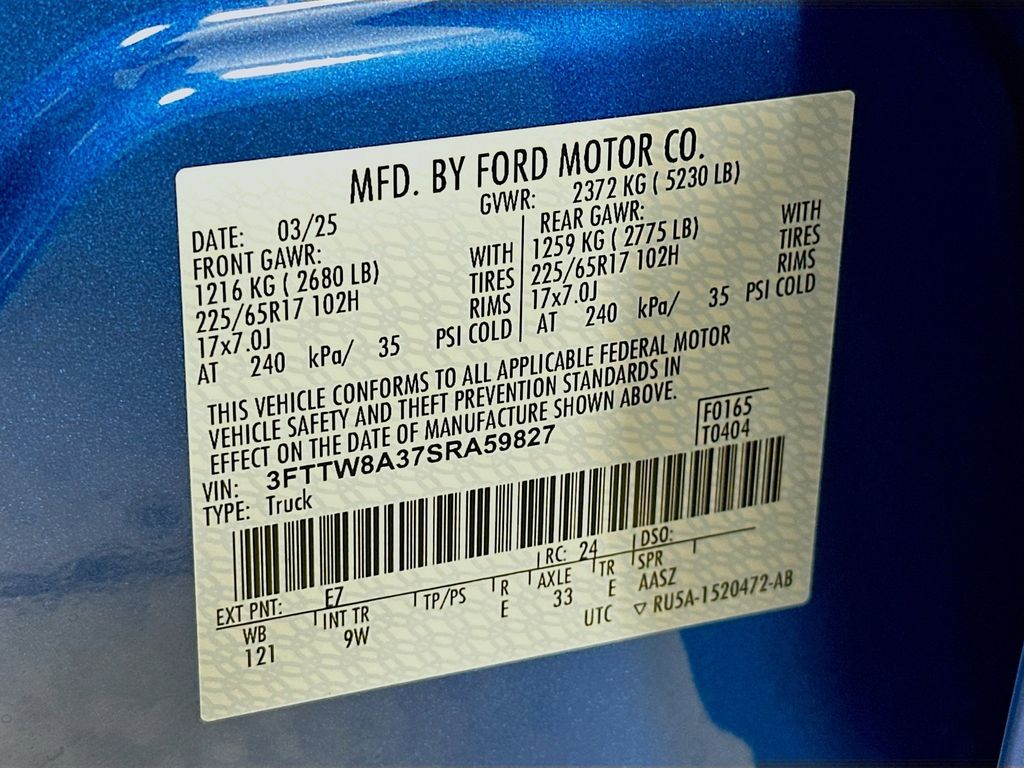 MFD. BY FORD MOTOR CO.
DATE: 03/25 GVWR: 2372 KG ( 5230 LB)
FRONT GAWR: REAR GAWR:
1216 KG ( 2680 LB) WITH 1259 KG ( 2775 LB) WITH
225/65R17 102H TIRES 225/65R17 102H TIRES
17x7.0J RIMS 17x7.0J RIMS
AT 240 kPa/ 35 PSI COLD AT 240 kPa/ 35 PSI COLD
THIS VEHICLE CONFORMS TO ALL APPLICABLE FEDERAL MOTOR
VEHICLE SAFETY AND THEFT PREVENTION STANDARDS IN
EFFECT ON THE DATE OF MANUFACTURE SHOWN ABOVE.
F0165
VIN: 3FTTW8A37SRA59827 T0404
TYPE: Truck
EXT PNT: E7 RC: 24 DSO:
WB INT TR TP/PS R AXLE TR SPR
121 9W E 33 E AASZ
UTC ▽ RU5A-1520472-AB